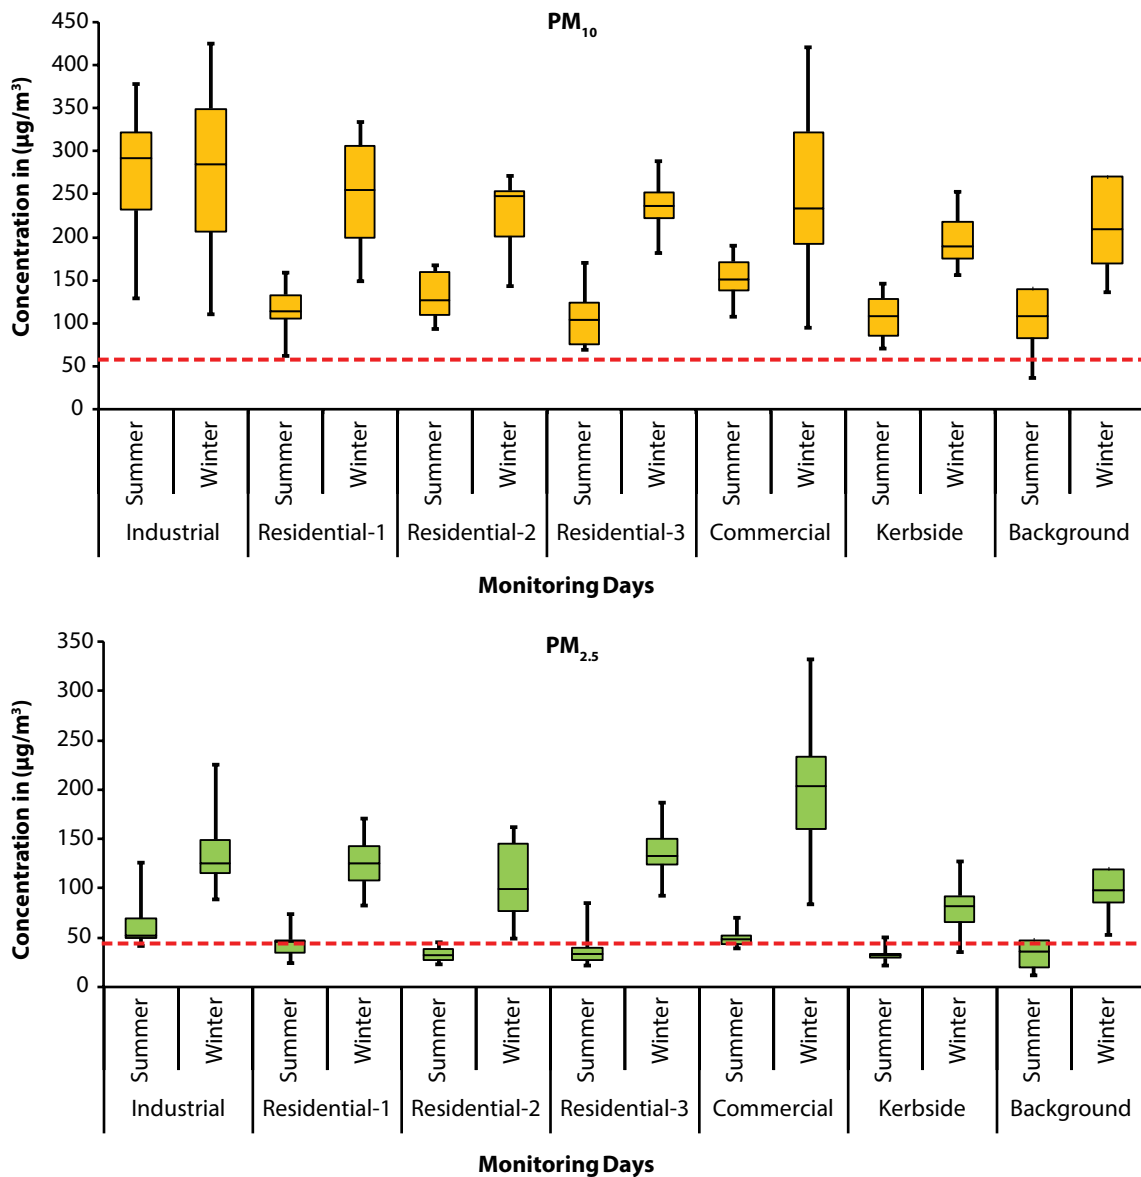 PM10
Concentration in (µg/m³)
450
400
350
300
250
200
150
100
50
0
Summer Winter Summer Winter Summer Winter Summer Winter Summer Winter Summer Winter Summer Winter
Industrial Residential-1 Residential-2 Residential-3 Commercial Kerbside Background
Monitoring Days
PM2.5
Concentration in (µg/m³)
350
300
250
200
150
100
50
0
Summer Winter Summer Winter Summer Winter Summer Winter Summer Winter Summer Winter Summer Winter
Industrial Residential-1 Residential-2 Residential-3 Commercial Kerbside Background
Monitoring Days